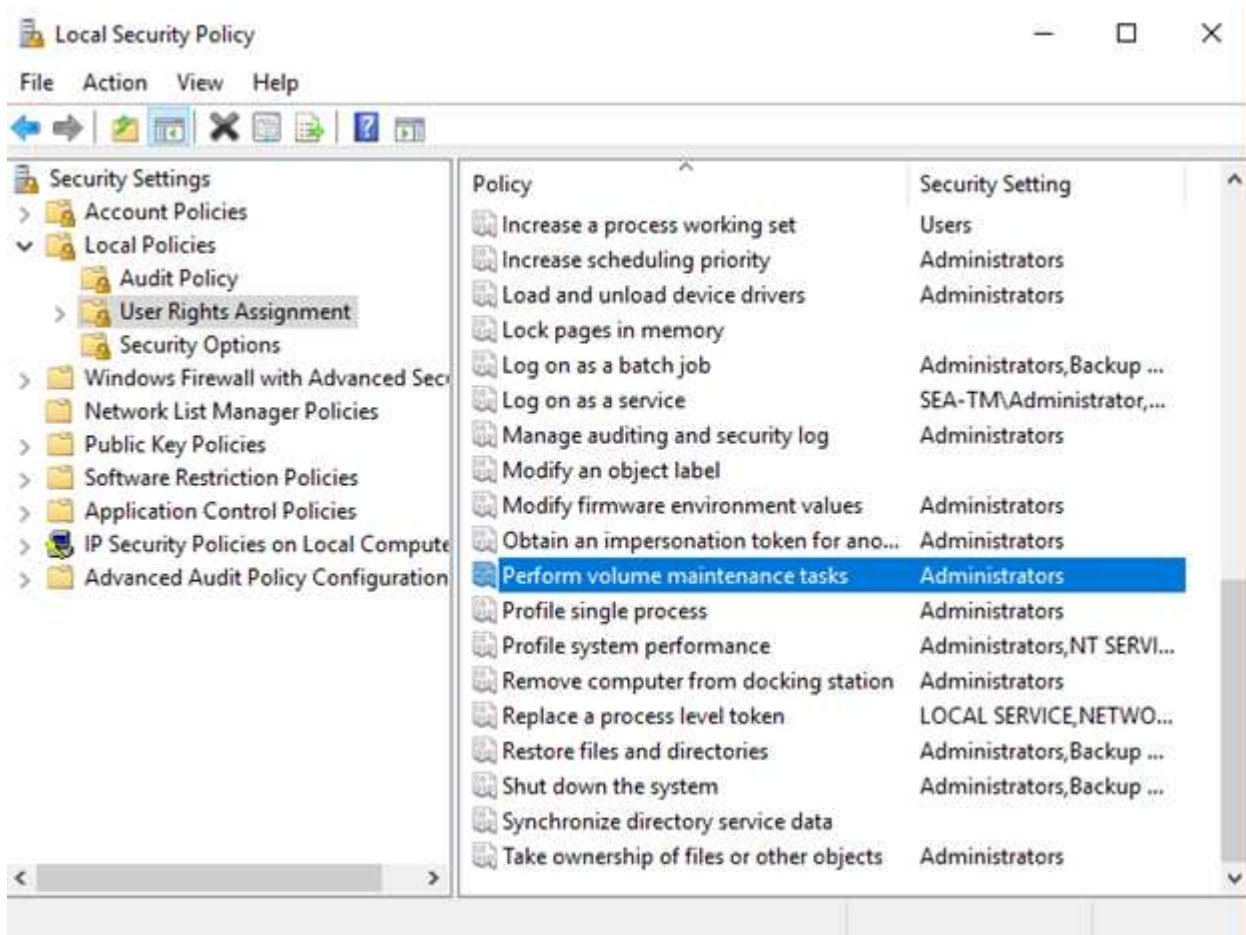 Local Security Policy
File Action View Help
Security Settings
Account Policies
Local Policies
Audit Policy
User Rights Assignment
Security Options
Windows Firewall with Advanced Secu
Network List Manager Policies
Public Key Policies
Software Restriction Policies
Application Control Policies
IP Security Policies on Local Compute
Advanced Audit Policy Configuration
Policy Security Setting
Increase a process working set Users
Increase scheduling priority Administrators
Load and unload device drivers Administrators
Lock pages in memory
Log on as a batch job Administrators,Backup ...
Log on as a service SEA-TM\Administrator,...
Manage auditing and security log Administrators
Modify an object label
Modify firmware environment values Administrators
Obtain an impersonation token for ano... Administrators
Perform volume maintenance tasks Administrators
Profile single process Administrators
Profile system performance Administrators,NT SERVI...
Remove computer from docking station Administrators
Replace a process level token LOCAL SERVICE,NETWO...
Restore files and directories Administrators,Backup ...
Shut down the system Administrators,Backup ...
Synchronize directory service data
Take ownership of files or other objects Administrators